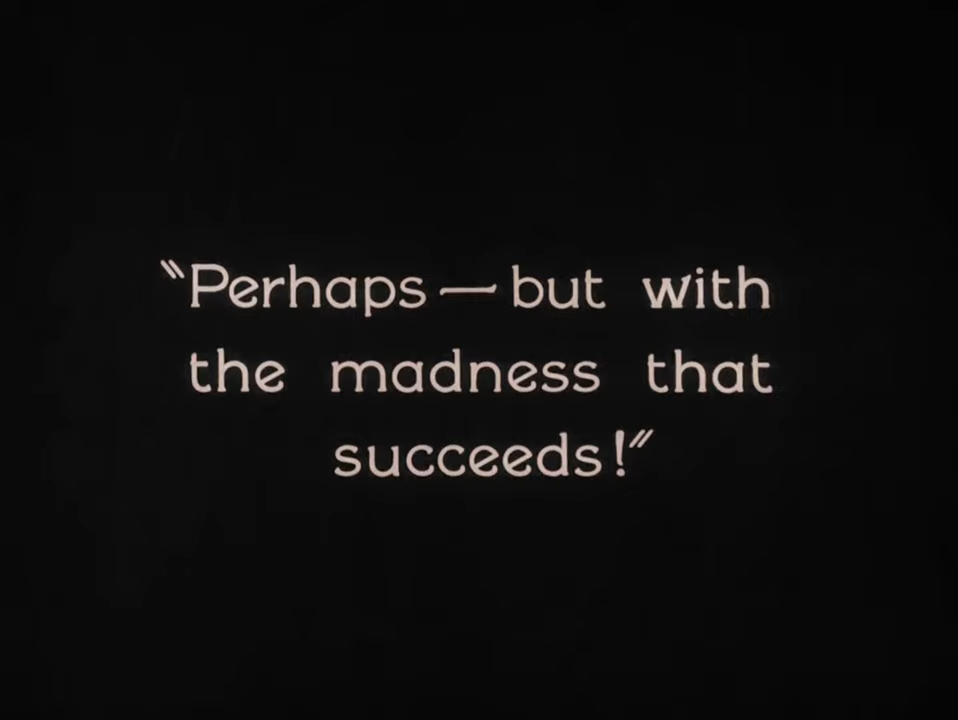 "Perhaps — but with
the madness that
succeeds!"